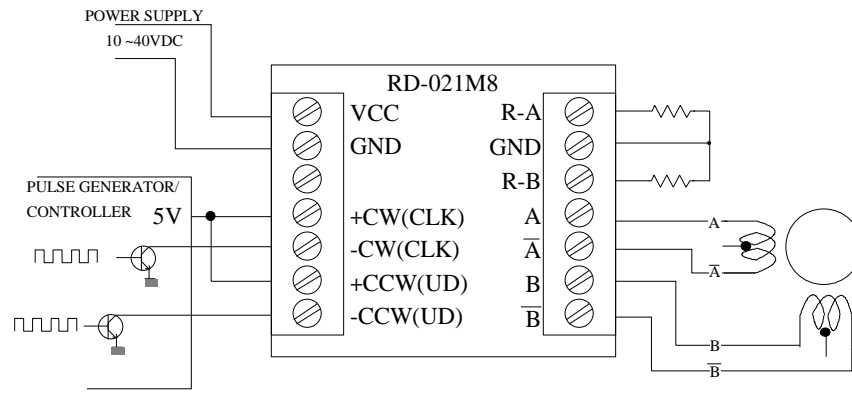 POWER SUPPLY
10 ~40VDC
RD-021M8
VCC
GND
R-A
GND
R-B
PULSE GENERATOR/
CONTROLLER
5V
+CW(CLK)
-CW(CLK)
+CCW(UD)
-CCW(UD)
A
A̅
B
B̅
A
A̅
B
B̅